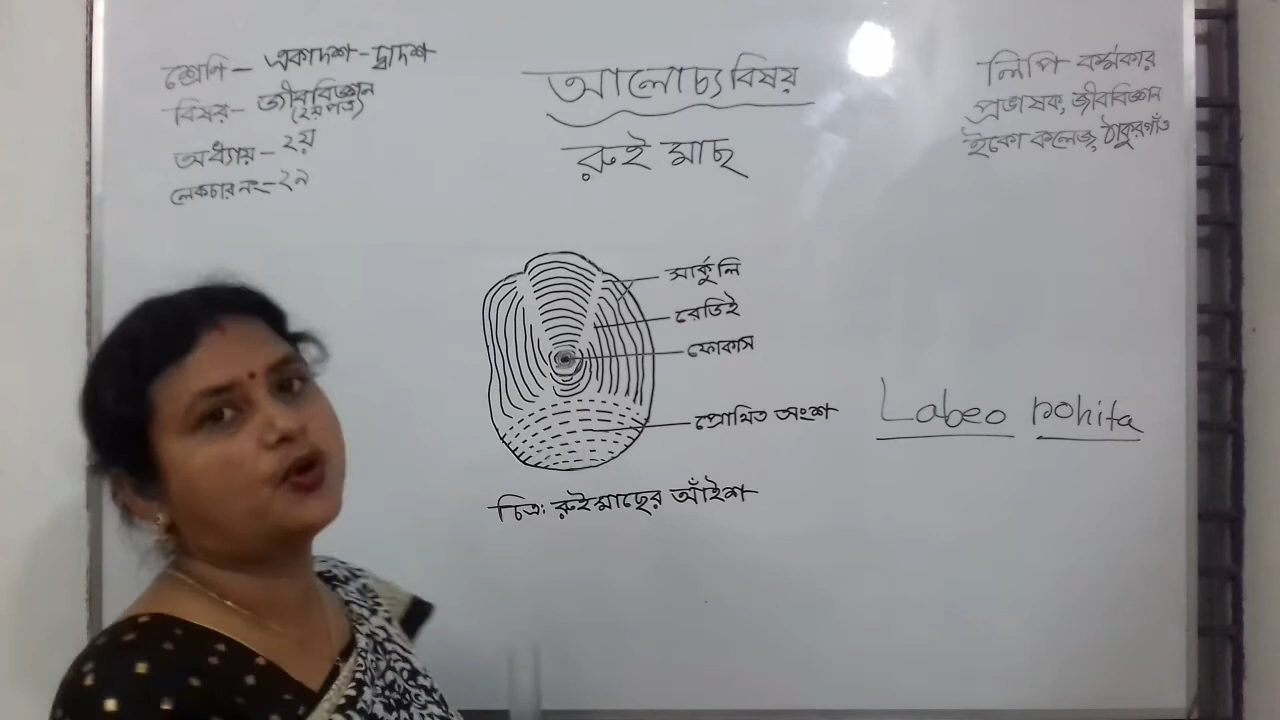 শ্রেণি – একাদশ - দ্বাদশ
বিষয় – জীববিজ্ঞান
(২য় পত্র)
অধ্যায় – ২য়
লেকচার নং – ২৯
আলোচ্য বিষয়
রুই মাছ
লিপি কর্মকার
প্রভাষক, জীববিজ্ঞান
ইকো কলেজ, ঠাকুরগাঁও
সার্কুলি
রেডিই
ফোকাস
প্রোথিত অংশ
Labeo rohita
চিত্র: রুই মাছের আঁইশ